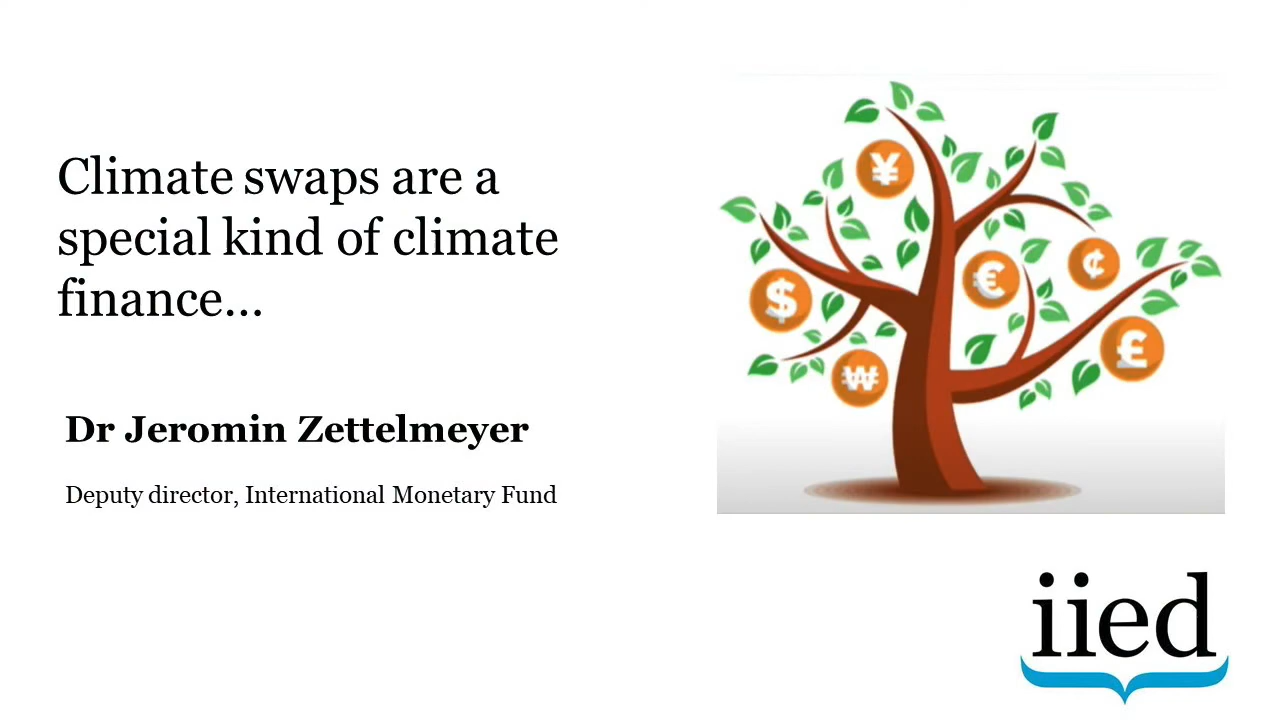 Climate swaps are a
special kind of climate
finance...
Dr Jeromin Zettelmeyer
Deputy director, International Monetary Fund
¥
$
€
¢
£
₩
iied